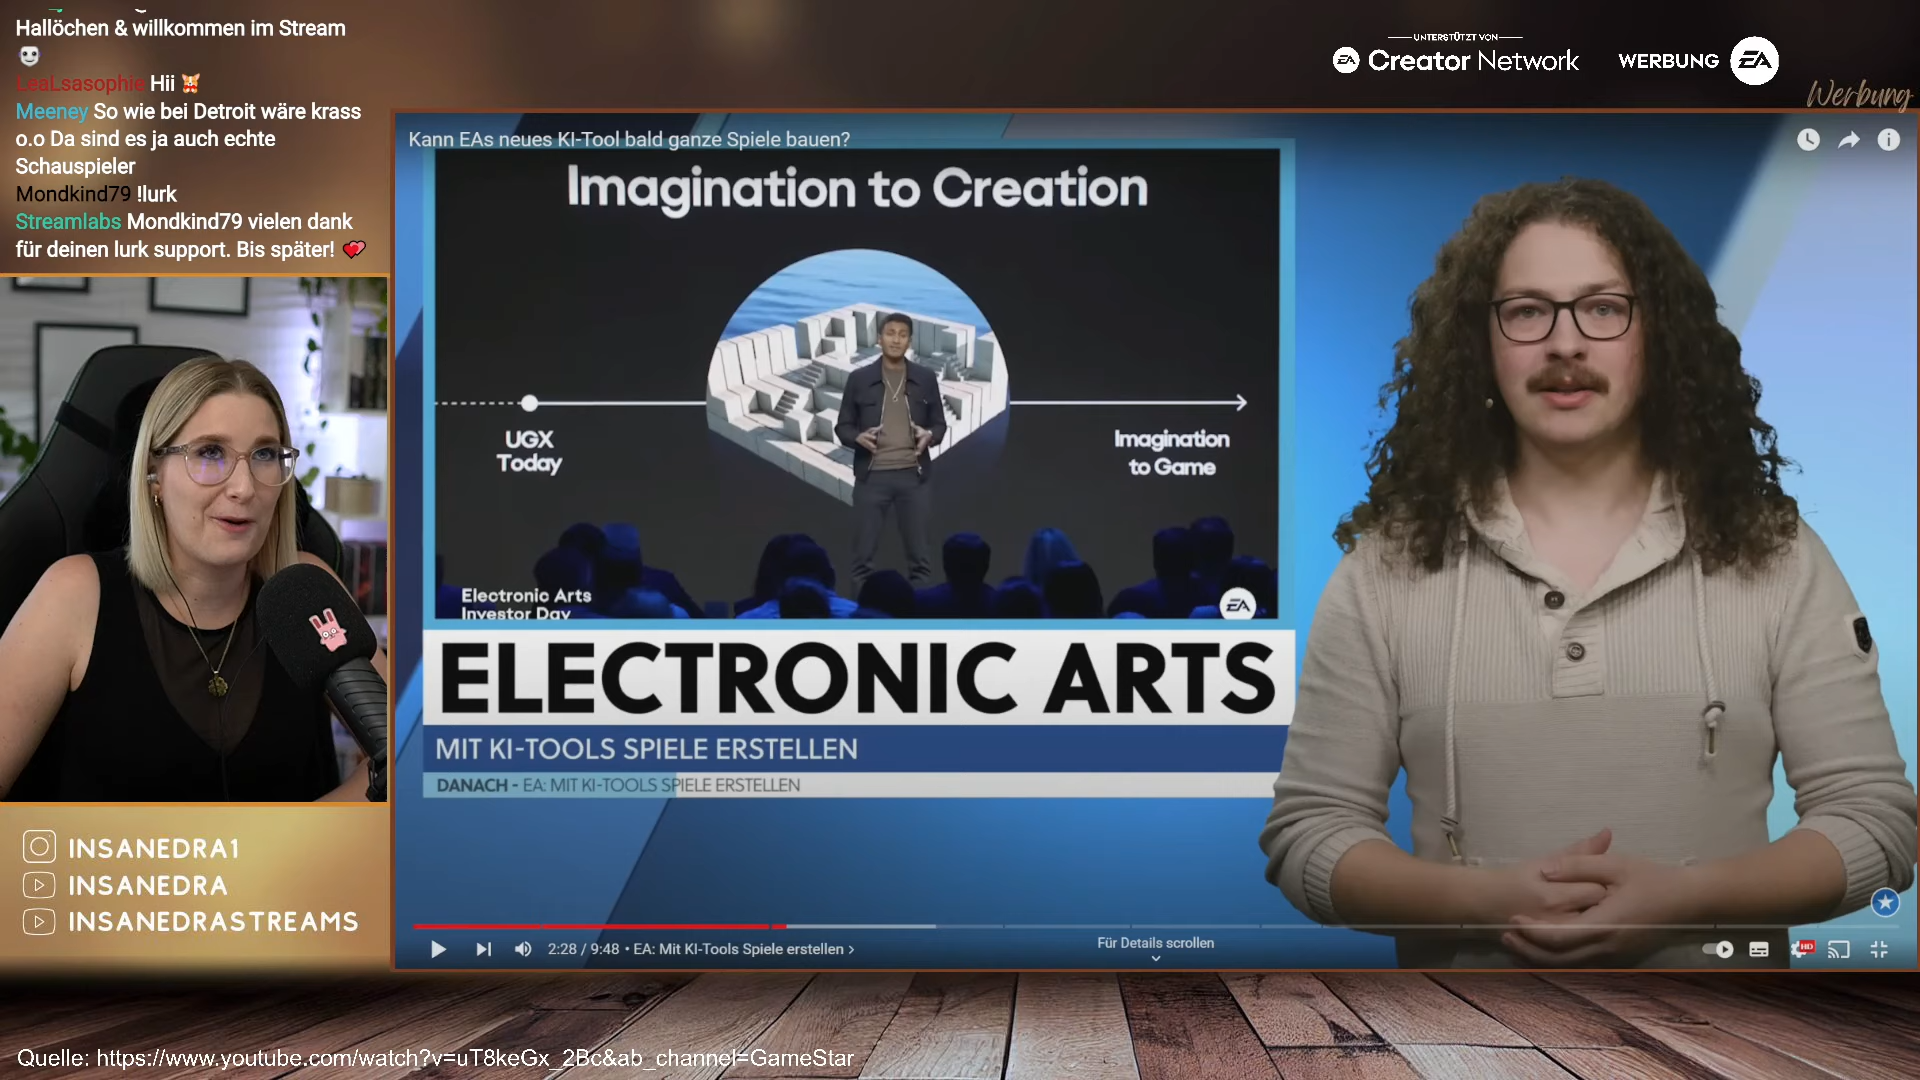 Hallöchen & willkommen im Stream
LeaLsasophie Hii
Meeney So wie bei Detroit wäre krass
o.o Da sind es ja auch echte
Schauspieler
Mondkind79 !lurk
Streamlabs Mondkind79 vielen dank
für deinen lurk support. Bis später!
UNTERSTÜTZT VON
EA Creator Network
WERBUNG EA
Werbung
Kann EAs neues KI-Tool bald ganze Spiele bauen?
Imagination to Creation
UGX
Today
Imagination
to Game
Electronic Arts
Investor Day
EA
ELECTRONIC ARTS
MIT KI-TOOLS SPIELE ERSTELLEN
DANACH - EA: MIT KI-TOOLS SPIELE ERSTELLEN
INSANEDRA1
INSANEDRA
INSANEDRASTREAMS
2:28 / 9:48 • EA: Mit KI-Tools Spiele erstellen
Für Details scrollen
HD
Quelle: https://www.youtube.com/watch?v=uT8keGx_2Bc&ab_channel=GameStar